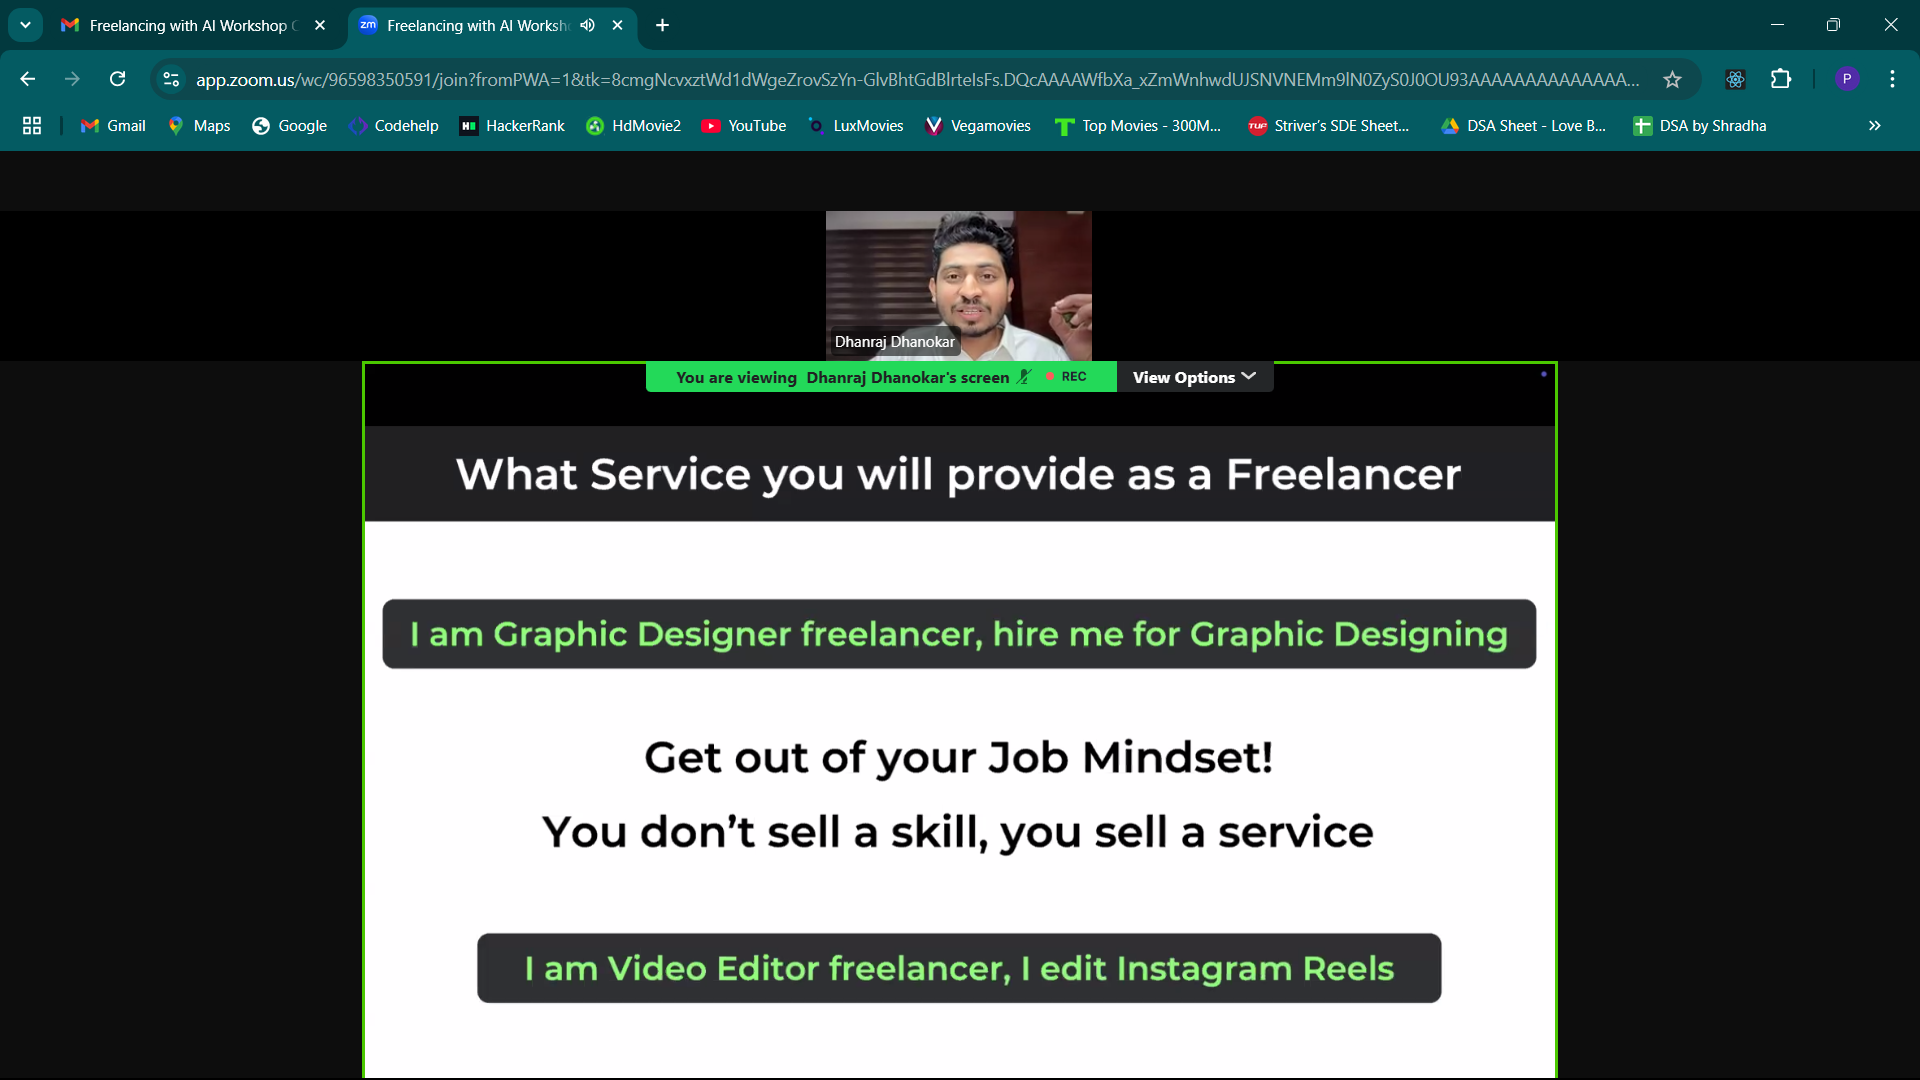 Freelancing with AI Workshop
Freelancing with AI Worksh
app.zoom.us/wc/96598350591/join?fromPWA=1&tk=8cmgNcvxztWd1dWgeZrovSzYn-GlvBhtGdBlrteIsFs.DQcAAAAWfbXa_xZmWnhwdUJSNVNEMm9lN0ZyS0J0OU93AAAAAAAAAAAAAA...
P
Gmail Maps Google Codehelp HackerRank HdMovie2 YouTube LuxMovies Vegamovies Top Movies - 300M... Striver's SDE Sheet... DSA Sheet - Love B... DSA by Shradha
Dhanraj Dhanokar
You are viewing Dhanraj Dhanokar's screen REC View Options
What Service you will provide as a Freelancer
I am Graphic Designer freelancer, hire me for Graphic Designing
Get out of your Job Mindset!
You don't sell a skill, you sell a service
I am Video Editor freelancer, I edit Instagram Reels